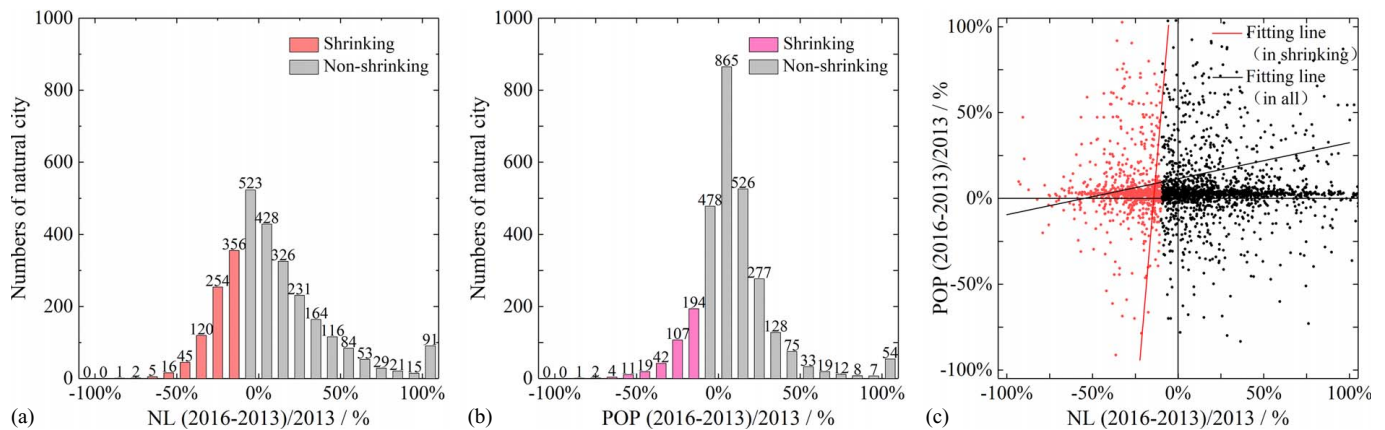 1000
800
600
400
200
0
Numbers of natural city
Shrinking
Non-shrinking
0 0 1 2 5 16 45 120 254 356 523 428 326 231 164 116 84 53 29 21 15 91
-100% -50% 0% 50% 100%
(a)
NL (2016-2013)/2013 / %
1000
800
600
400
200
0
Numbers of natural city
Shrinking
Non-shrinking
0 0 1 2 4 11 19 42 107 194 478 865 526 277 128 75 33 19 12 8 7 54
-100% -50% 0% 50% 100%
(b)
POP (2016-2013)/2013 / %
100%
50%
0%
-50%
-100%
POP (2016-2013)/2013 / %
Fitting line
(in shrinking)
Fitting line
(in all)
-100% -50% 0% 50% 100%
(c)
NL (2016-2013)/2013 / %